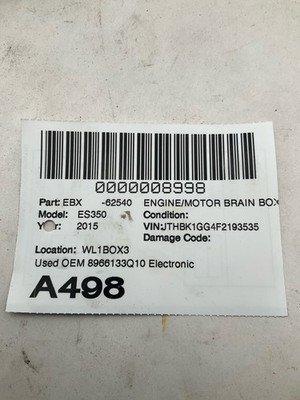 0000008998
Part: EBX -62540 ENGINE/MOTOR BRAIN BOX
Model: ES350 A Condition:
Year: 2015 VIN:JTHBK1GG4F2193535
Damage Code:
Location: WL1BOX3
Used OEM 8966133Q10 Electronic
A498